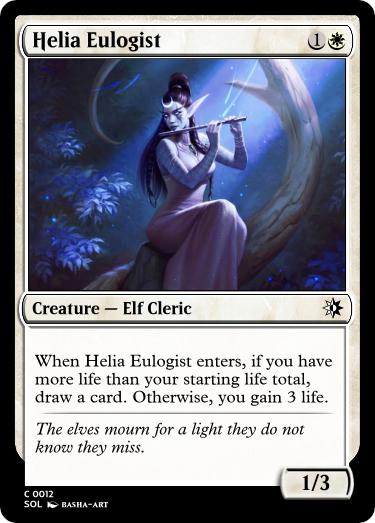 Helia Eulogist 1
Creature — Elf Cleric
When Helia Eulogist enters, if you have
more life than your starting life total,
draw a card. Otherwise, you gain 3 life.
The elves mourn for a light they do not
know they miss.
1/3
C 0012
SOL BASHA-ART